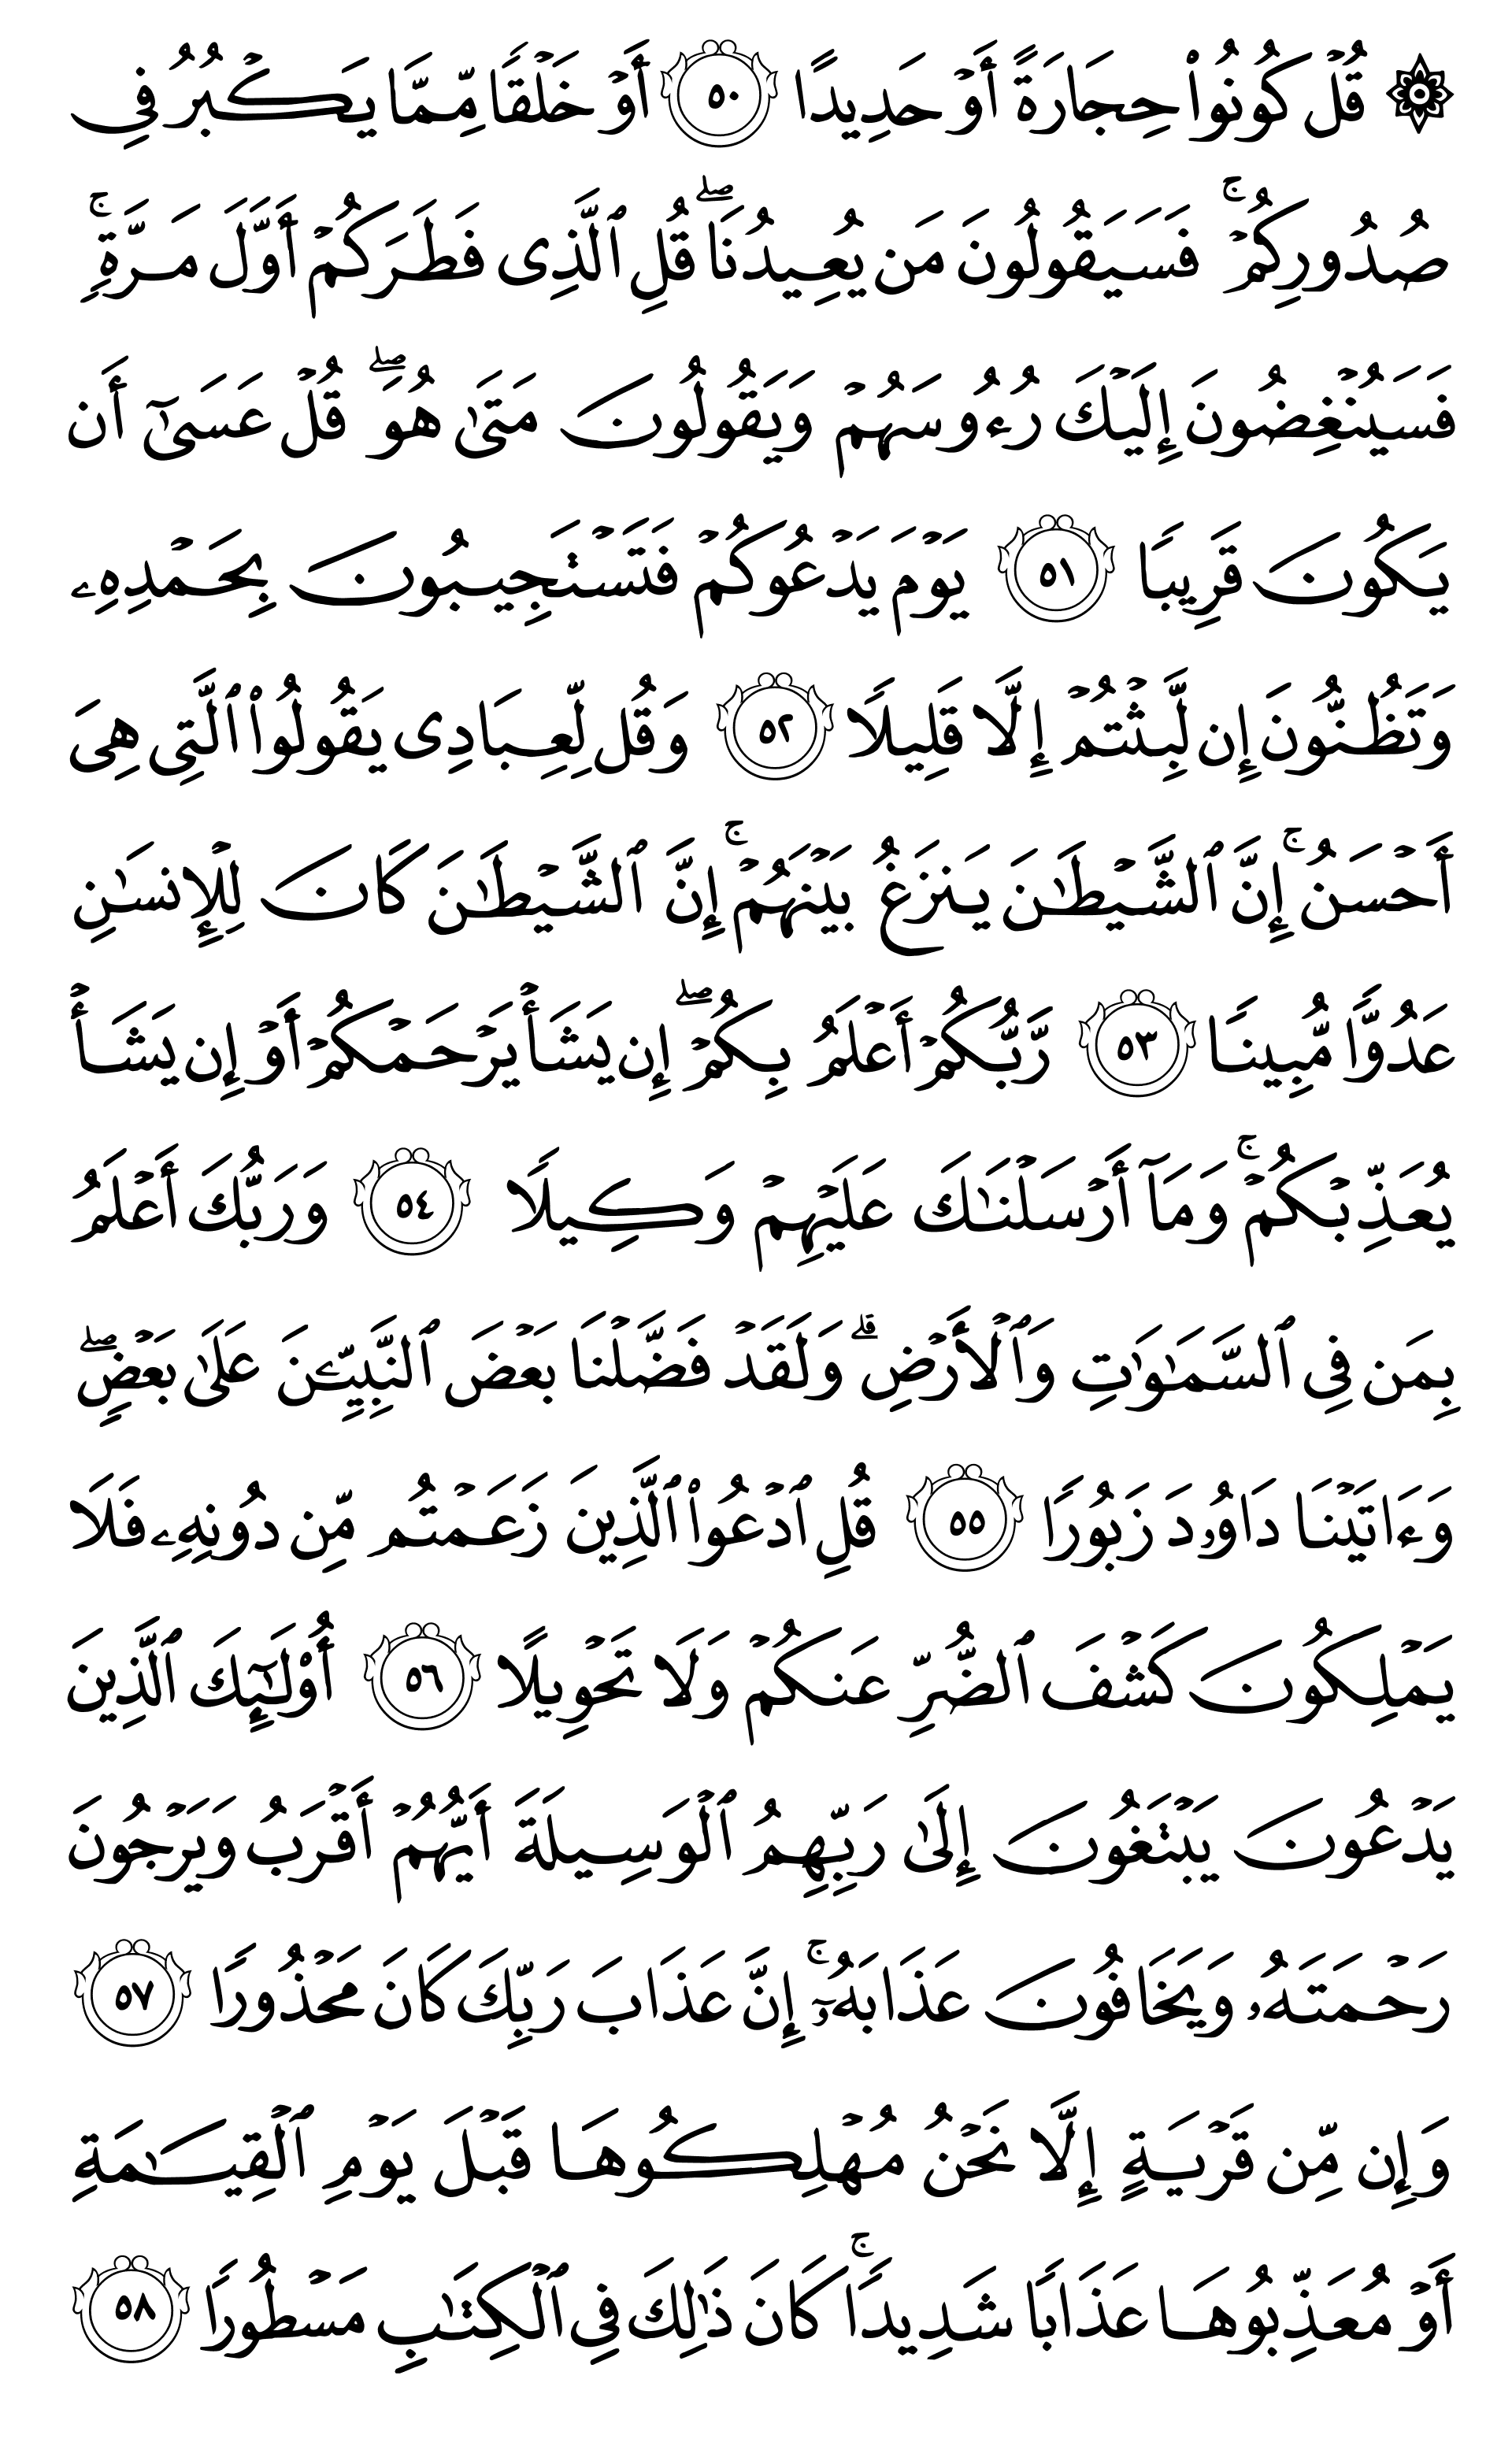 ۞ قُلۡ كُونُواْ حِجَارَةً أَوۡ حَدِيدًا ٥٠ أَوۡ خَلۡقًا مِّمَّا يَكۡبُرُ فِي
صُدُورِكُمۡۚ فَسَيَقُولُونَ مَن يُعِيدُنَاۖ قُلِ ٱلَّذِي فَطَرَكُمۡ أَوَّلَ مَرَّةٖۚ
فَسَيُنۡغِضُونَ إِلَيۡكَ رُءُوسَهُمۡ وَيَقُولُونَ مَتَىٰ هُوَۖ قُلۡ عَسَىٰٓ أَن
يَكُونَ قَرِيبٗا ٥١ يَوۡمَ يَدۡعُوكُمۡ فَتَسۡتَجِيبُونَ بِحَمۡدِهِۦ
وَتَظُنُّونَ إِن لَّبِثۡتُمۡ إِلَّا قَلِيلٗا ٥٢ وَقُل لِّعِبَادِي يَقُولُواْ ٱلَّتِي هِيَ
أَحۡسَنُۚ إِنَّ ٱلشَّيۡطَٰنَ يَنزَغُ بَيۡنَهُمۡۚ إِنَّ ٱلشَّيۡطَٰنَ كَانَ لِلۡإِنسَٰنِ
عَدُوّٗا مُّبِينٗا ٥٣ رَّبُّكُمۡ أَعۡلَمُ بِكُمۡۖ إِن يَشَأۡ يَرۡحَمۡكُمۡ أَوۡ إِن يَشَأۡ
يُعَذِّبۡكُمۡۚ وَمَآ أَرۡسَلۡنَٰكَ عَلَيۡهِمۡ وَكِيلٗا ٥٤ وَرَبُّكَ أَعۡلَمُ
بِمَن فِي ٱلسَّمَٰوَٰتِ وَٱلۡأَرۡضِۗ وَلَقَدۡ فَضَّلۡنَا بَعۡضَ ٱلنَّبِيِّـۧنَ عَلَىٰ بَعۡضٖۖ
وَءَاتَيۡنَا دَاوُۥدَ زَبُورٗا ٥٥ قُلِ ٱدۡعُواْ ٱلَّذِينَ زَعَمۡتُم مِّن دُونِهِۦ فَلَا
يَمۡلِكُونَ كَشۡفَ ٱلضُّرِّ عَنكُمۡ وَلَا تَحۡوِيلًا ٥٦ أُوْلَٰٓئِكَ ٱلَّذِينَ
يَدۡعُونَ يَبۡتَغُونَ إِلَىٰ رَبِّهِمُ ٱلۡوَسِيلَةَ أَيُّهُمۡ أَقۡرَبُ وَيَرۡجُونَ
رَحۡمَتَهُۥ وَيَخَافُونَ عَذَابَهُۥٓۚ إِنَّ عَذَابَ رَبِّكَ كَانَ مَحۡذُورٗا ٥٧
وَإِن مِّن قَرۡيَةٍ إِلَّا نَحۡنُ مُهۡلِكُوهَا قَبۡلَ يَوۡمِ ٱلۡقِيَٰمَةِ
أَوۡ مُعَذِّبُوهَا عَذَابٗا شَدِيدٗاۚ كَانَ ذَٰلِكَ فِي ٱلۡكِتَٰبِ مَسۡطُورٗا ٥٨